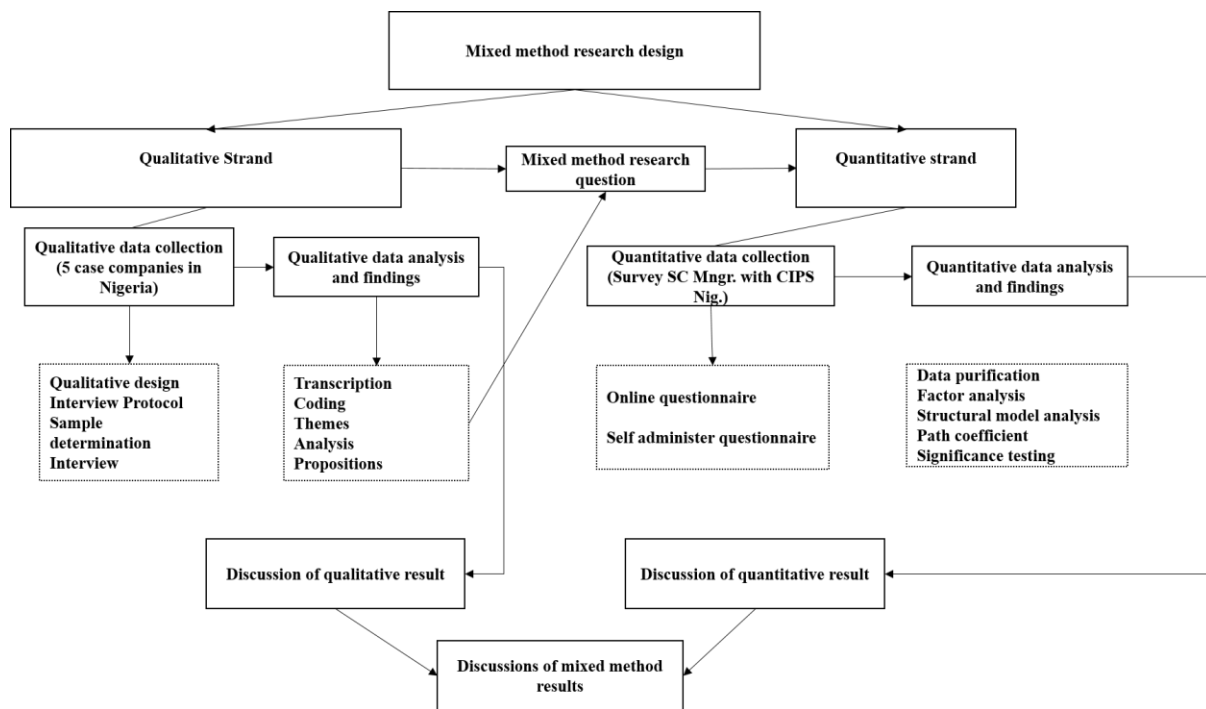 Mixed method research design
Qualitative Strand
Mixed method research
question
Quantitative strand
Qualitative data collection
(5 case companies in
Nigeria)
Qualitative data analysis
and findings
Quantitative data collection
(Survey SC Mngr. with CIPS
Nig.)
Quantitative data analysis
and findings
Qualitative design
Interview Protocol
Sample
determination
Interview
Transcription
Coding
Themes
Analysis
Propositions
Online questionnaire
Self administer questionnaire
Data purification
Factor analysis
Structural model analysis
Path coefficient
Significance testing
Discussion of qualitative result
Discussion of quantitative result
Discussions of mixed method
results